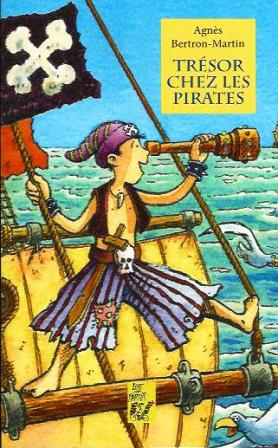 Agnès
Bertron-Martin
TRÉSOR
CHEZ LES
PIRATES